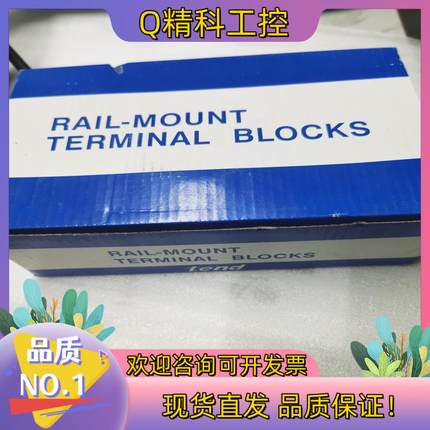 Q精科工控
RAIL-MOUNT
TERMINAL BLOCKS
RAIL-MOUNT
TERMINAL BLOCKS
tend
品质
NO.1
欢迎咨询可开发票
现货直发 品质保证!